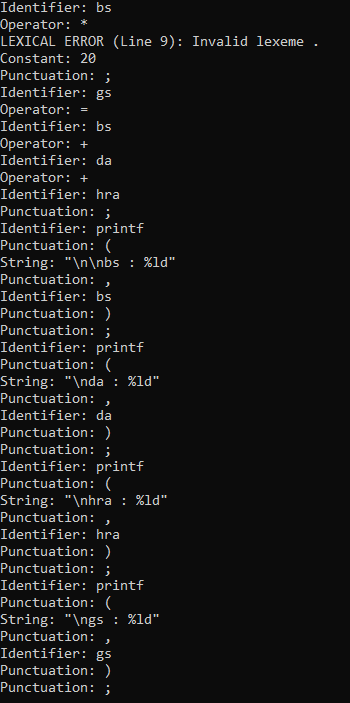 Identifier: bs
Operator: *
LEXICAL ERROR (Line 9): Invalid lexeme .
Constant: 20
Punctuation: ;
Identifier: gs
Operator: =
Identifier: bs
Operator: +
Identifier: da
Operator: +
Identifier: hra
Punctuation: ;
Identifier: printf
Punctuation: (
String: "\n\nbs : %ld"
Punctuation: ,
Identifier: bs
Punctuation: )
Punctuation: ;
Identifier: printf
Punctuation: (
String: "\nda : %ld"
Punctuation: ,
Identifier: da
Punctuation: )
Punctuation: ;
Identifier: printf
Punctuation: (
String: "\nhra : %ld"
Punctuation: ,
Identifier: hra
Punctuation: )
Punctuation: ;
Identifier: printf
Punctuation: (
String: "\ngs : %ld"
Punctuation: ,
Identifier: gs
Punctuation: )
Punctuation: ;